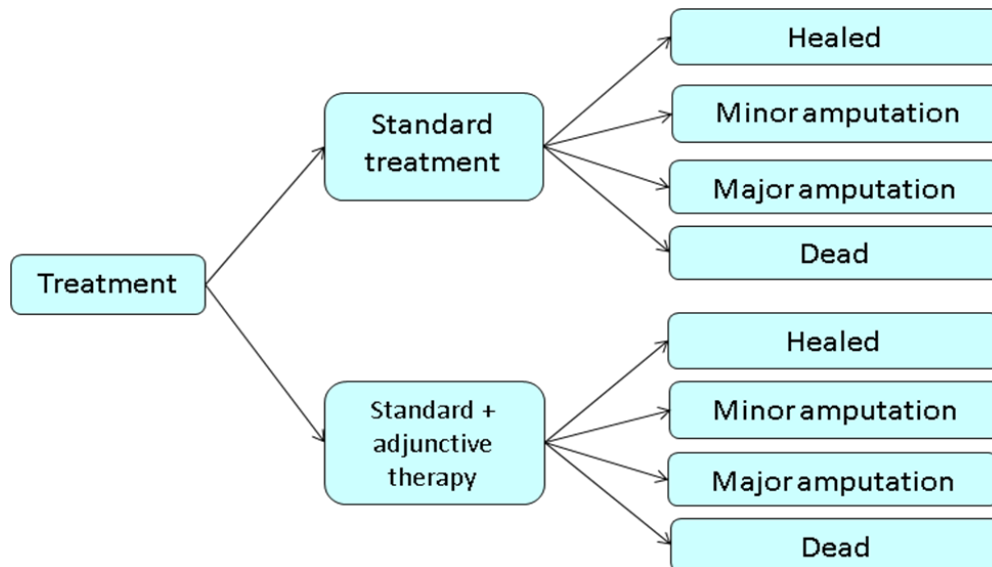 Treatment
Standard
treatment
Healed
Minor amputation
Major amputation
Dead
Standard +
adjunctive
therapy
Healed
Minor amputation
Major amputation
Dead